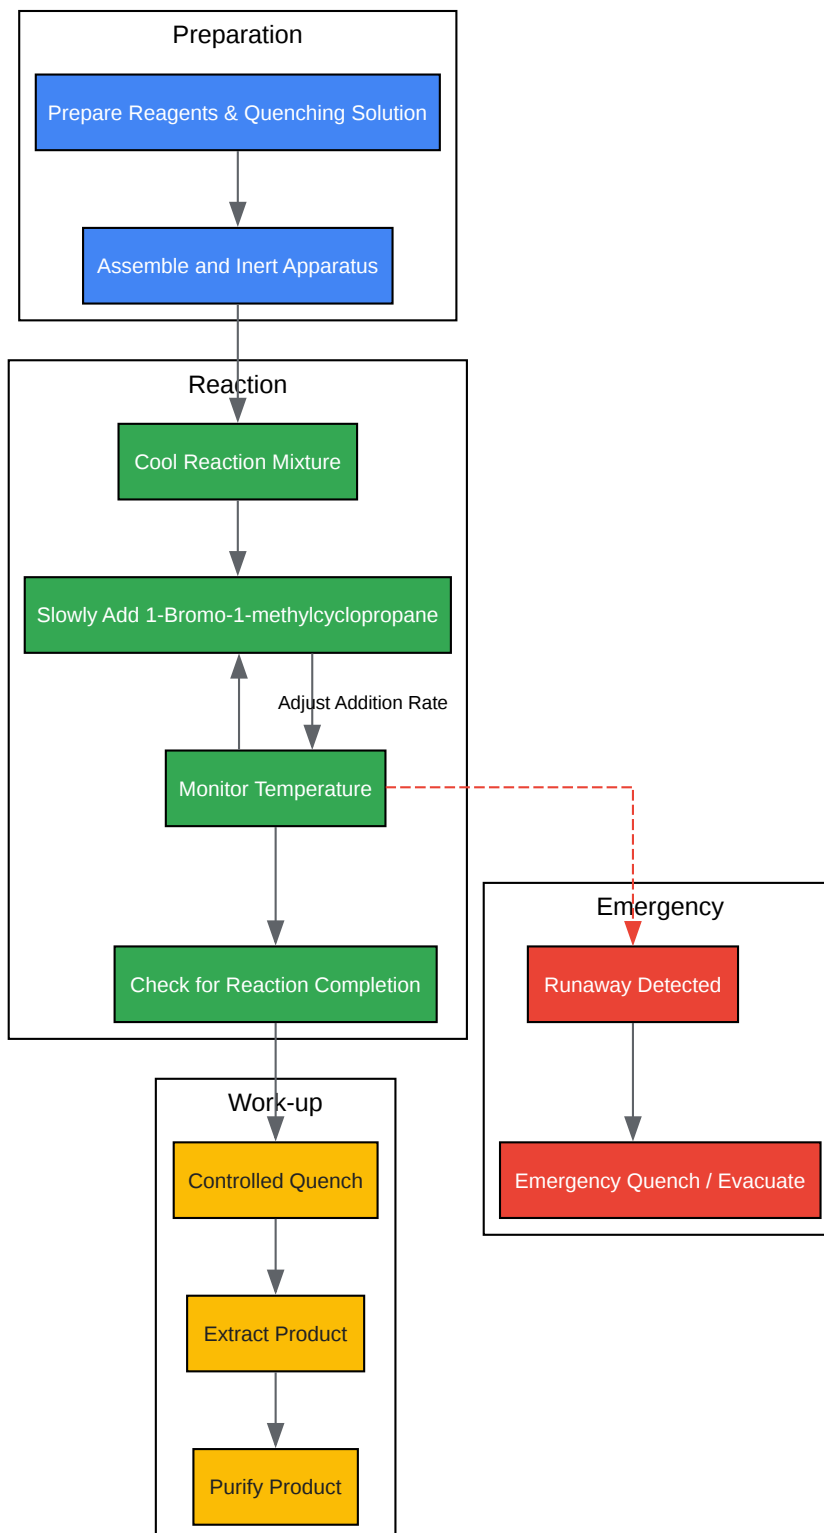 Preparation
Prepare Reagents & Quenching Solution
Assemble and Inert Apparatus
Reaction
Cool Reaction Mixture
Slowly Add 1-Bromo-1-methylcyclopropane
Adjust Addition Rate
Monitor Temperature
Check for Reaction Completion
Emergency
Runaway Detected
Emergency Quench / Evacuate
Work-up
Controlled Quench
Extract Product
Purify Product